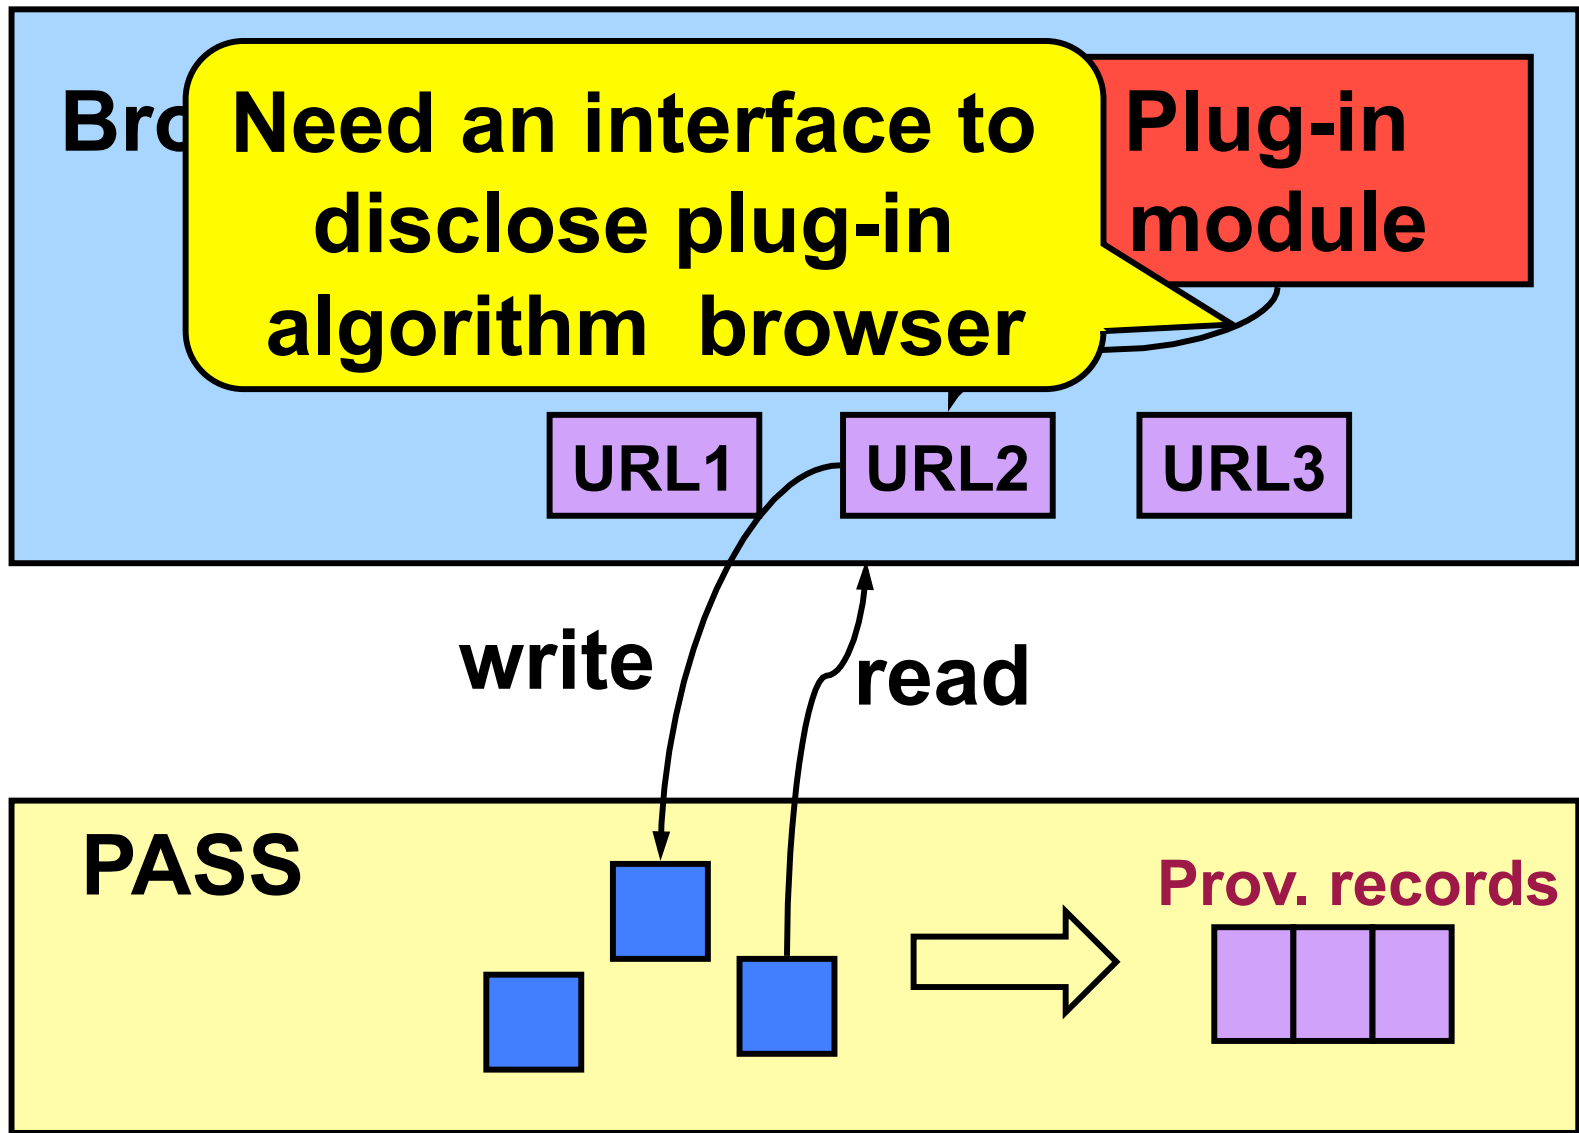 Bro
Need an interface to
disclose plug-in
algorithm  browser
Plug-in
module
URL1
URL2
URL3
write
read
PASS
Prov. records